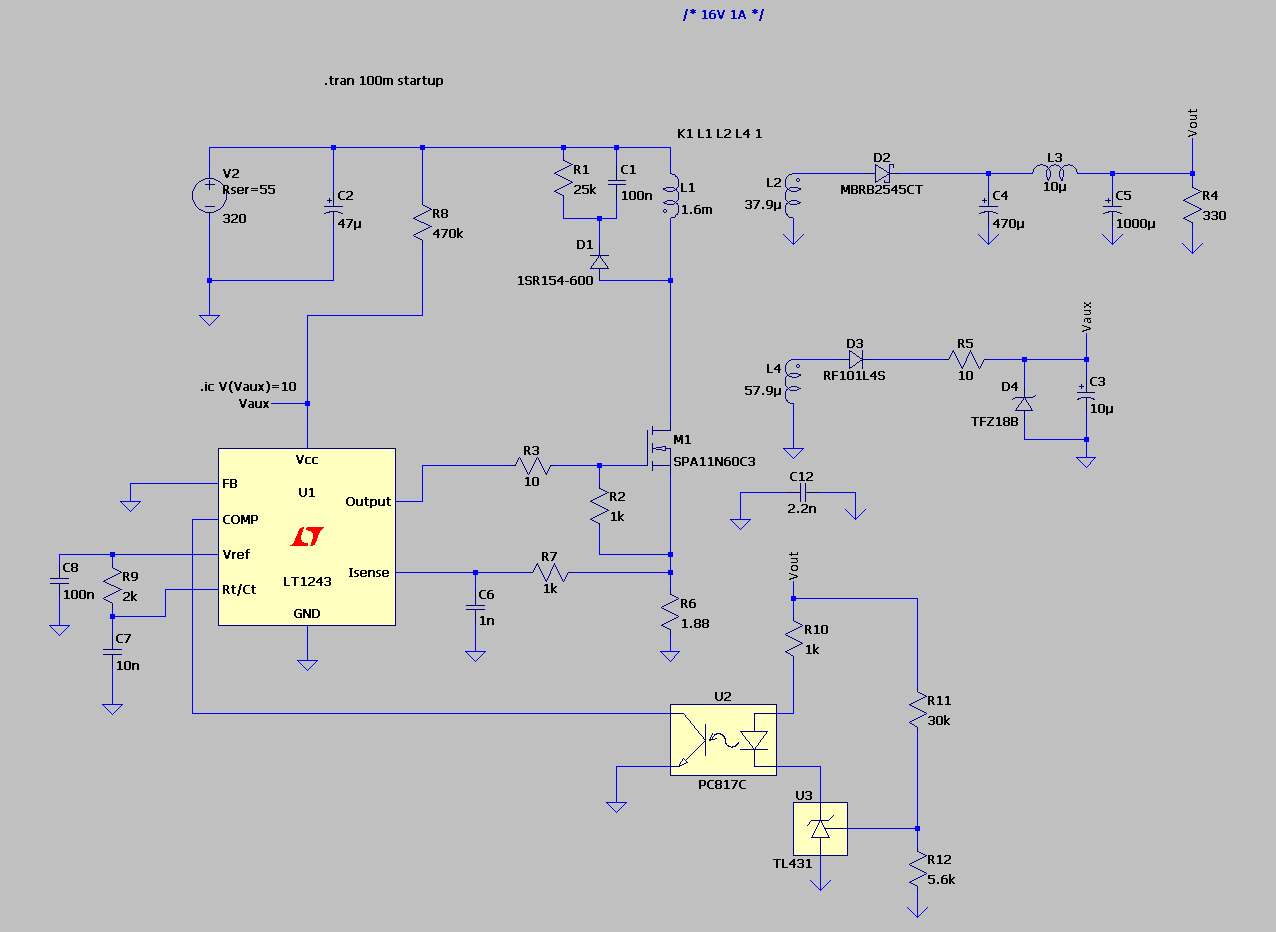 /* 16V 1A */
.tran 100m startup
K1 L1 L2 L4 1
Vout
V2
Rser=55
320
C2
47µ
R8
470k
R1
25k
C1
100n
L1
1.6m
D1
1SR154-600
L2
37.9µ
D2
MBRB2545CT
C4
470µ
L3
10µ
C5
1000µ
R4
330
Vaux
L4
57.9µ
D3
RF101L4S
R5
10
D4
TFZ18B
C3
10µ
.ic V(Vaux)=10
Vaux
Vcc
FB
U1
COMP
Output
Vref
Isense
Rt/Ct
LT1243
GND
R3
10
M1
SPA11N60C3
R2
1k
C12
2.2n
C8
100n
R9
2k
C7
10n
R7
1k
C6
1n
R6
1.88
Vout
R10
1k
R11
30k
U2
PC817C
U3
TL431
R12
5.6k